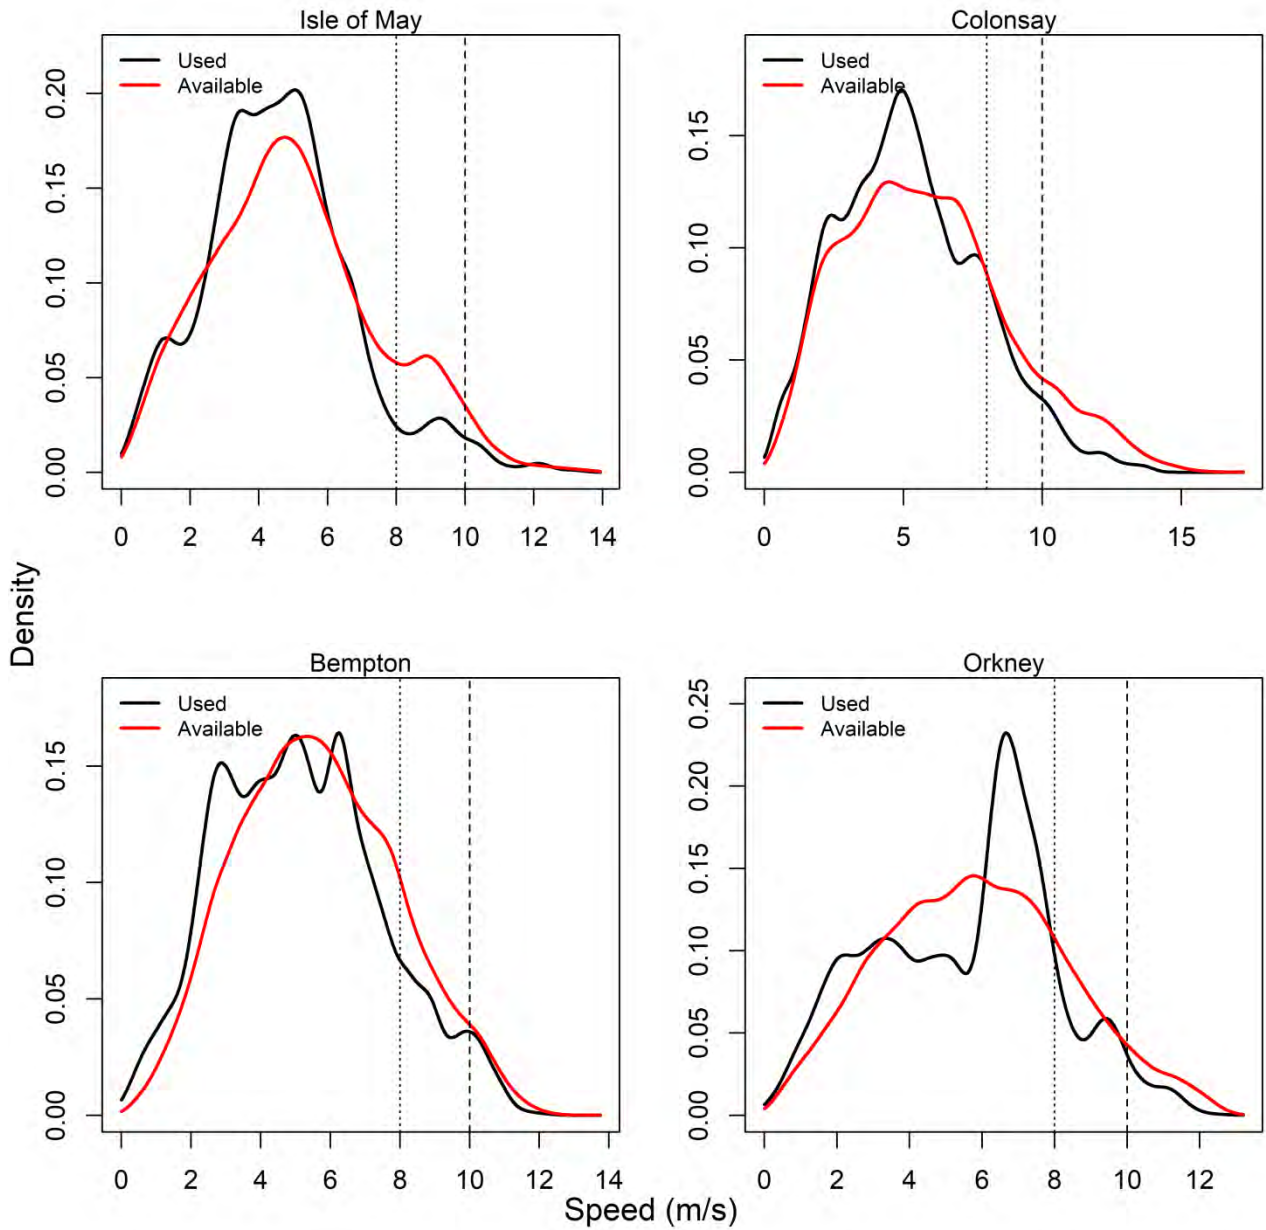 Isle of May
Used
Available
0.00 0.05 0.10 0.15 0.20
0 2 4 6 8 10 12 14
Colonsay
Used
Available
0.00 0.05 0.10 0.15
0 5 10 15
Density
Bempton
Used
Available
0.00 0.05 0.10 0.15
0 2 4 6 8 10 12 14
Orkney
Used
Available
0.00 0.05 0.10 0.15 0.20 0.25
0 2 4 6 8 10 12
Speed (m/s)